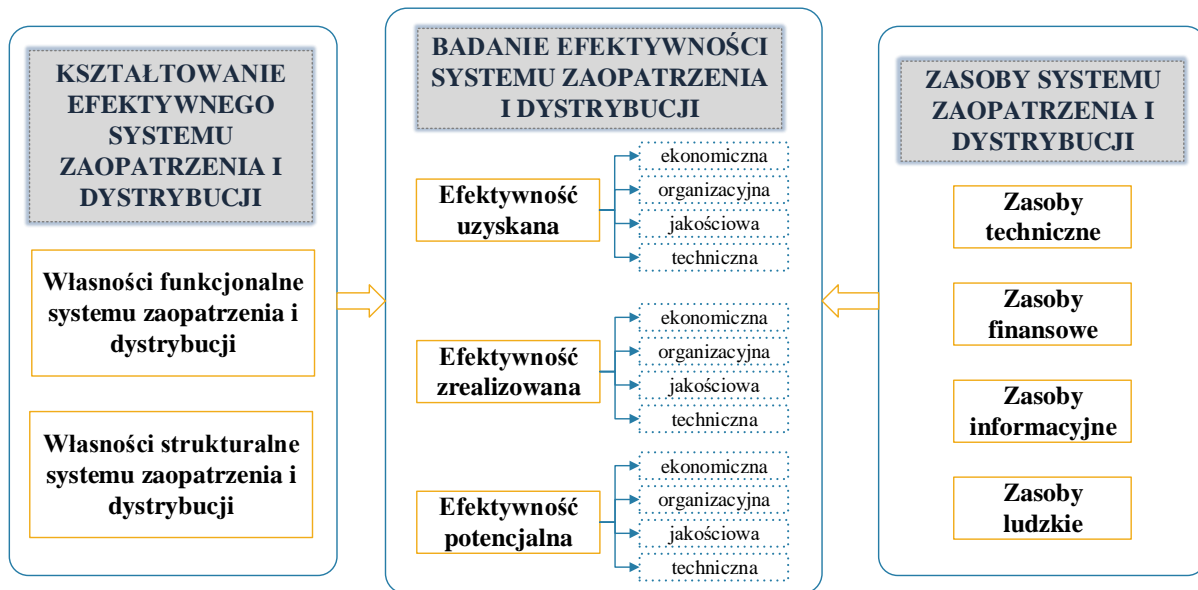 KSZTAŁTOWANIE
EFEKTYWNEGO
SYSTEMU
ZAOPATRZENIA I
DYSTRYBUCJI
Własności funkcjonalne
systemu zaopatrzenia i
dystrybucji
Własności strukturalne
systemu zaopatrzenia i
dystrybucji
BADANIE EFEKTYWNOŚCI
SYSTEMU ZAOPATRZENIA
I DYSTRYBUCJI
Efektywność
uzyskana
ekonomiczna
organizacyjna
jakościowa
techniczna
Efektywność
zrealizowana
ekonomiczna
organizacyjna
jakościowa
techniczna
Efektywność
potencjalna
ekonomiczna
organizacyjna
jakościowa
techniczna
ZASOBY SYSTEMU
ZAOPATRZENIA I
DYSTRYBUCJI
Zasoby
techniczne
Zasoby
finansowe
Zasoby
informacyjne
Zasoby
ludzkie